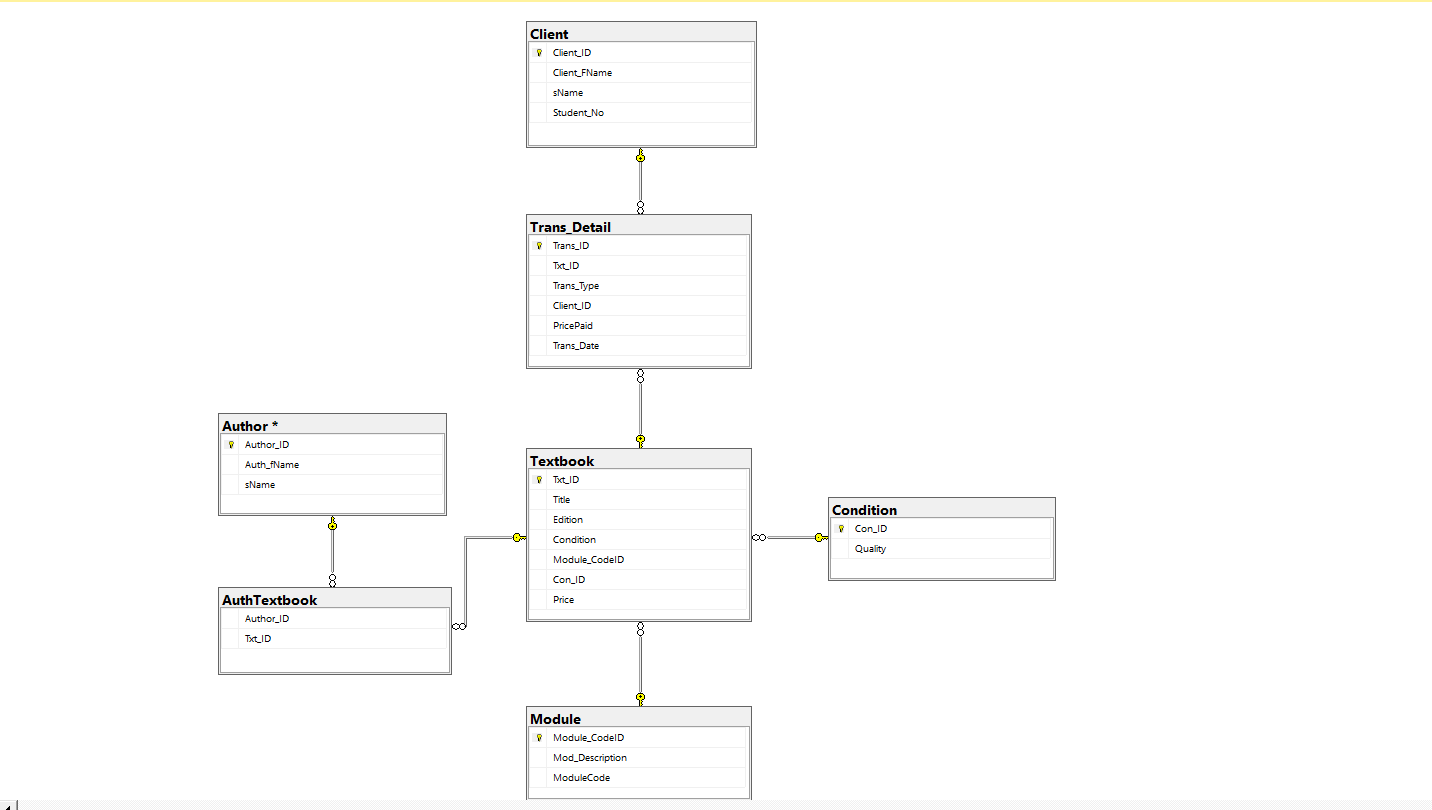 Client
Client_ID
Client_FName
sName
Student_No
Trans_Detail
Trans_ID
Txt_ID
Trans_Type
Client_ID
PricePaid
Trans_Date
Author *
Author_ID
Auth_fName
sName
Textbook
Txt_ID
Title
Edition
Condition
Module_CodeID
Con_ID
Price
Condition
Con_ID
Quality
AuthTextbook
Author_ID
Txt_ID
Module
Module_CodeID
Mod_Description
ModuleCode